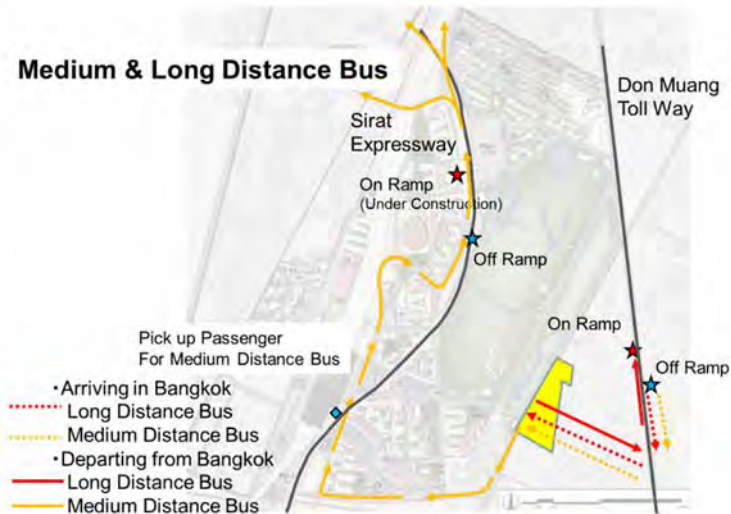 Medium & Long Distance Bus
Don Muang
Toll Way
Sirat
Expressway
On Ramp
(Under Construction)
Off Ramp
On Ramp
Off Ramp
Pick up Passenger
For Medium Distance Bus
・Arriving in Bangkok
Long Distance Bus
Medium Distance Bus
・Departing from Bangkok
Long Distance Bus
Medium Distance Bus